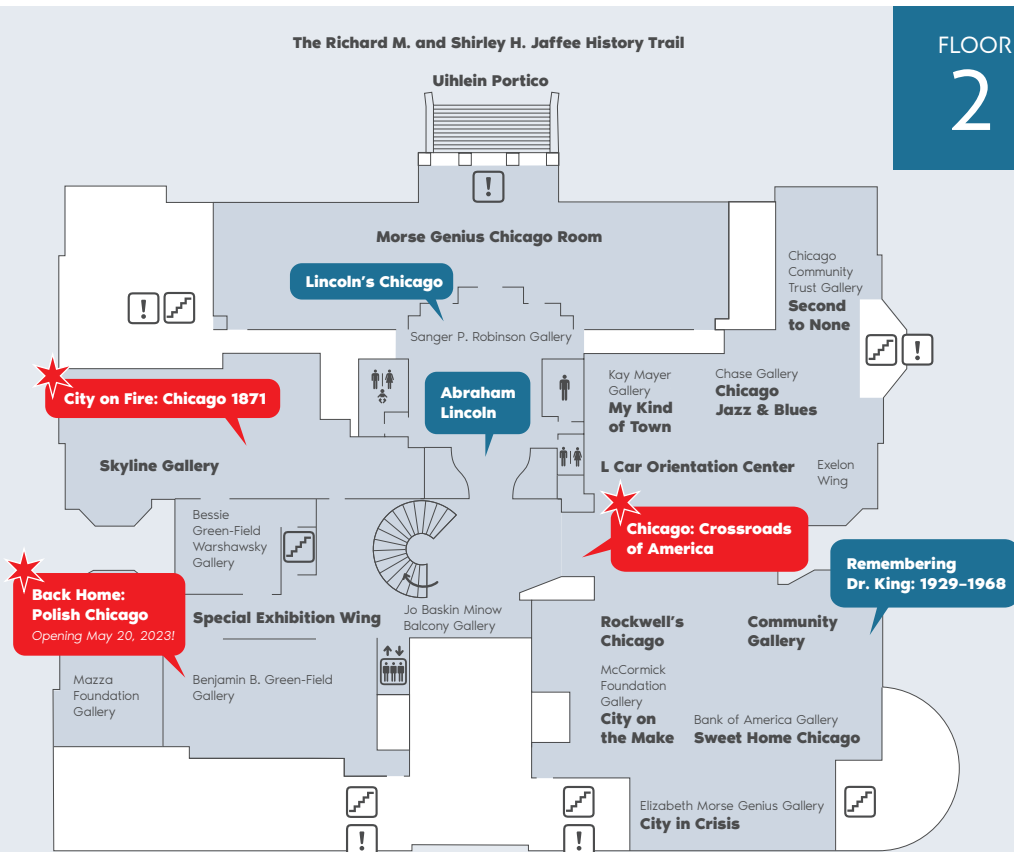 The Richard M. and Shirley H. Jaffee History Trail
FLOOR
2
Uihlein Portico
!
Morse Genius Chicago Room
Lincoln's Chicago
Sanger P. Robinson Gallery
Chicago
Community
Trust Gallery
Second
to None
!
!
City on Fire: Chicago 1871
Abraham
Lincoln
Kay Mayer
Gallery
My Kind
of Town
Chase Gallery
Chicago
Jazz & Blues
Skyline Gallery
L Car Orientation Center
Exelon
Wing
Bessie
Green-Field
Warshawsky
Gallery
Chicago: Crossroads
of America
Remembering
Dr. King: 1929–1968
Back Home:
Polish Chicago
Opening May 20, 2023!
Special Exhibition Wing
Jo Baskin Minow
Balcony Gallery
Rockwell's
Chicago
Community
Gallery
Mazza
Foundation
Gallery
Benjamin B. Green-Field
Gallery
McCormick
Foundation
Gallery
City on
the Make
Bank of America Gallery
Sweet Home Chicago
Elizabeth Morse Genius Gallery
City in Crisis
!
!